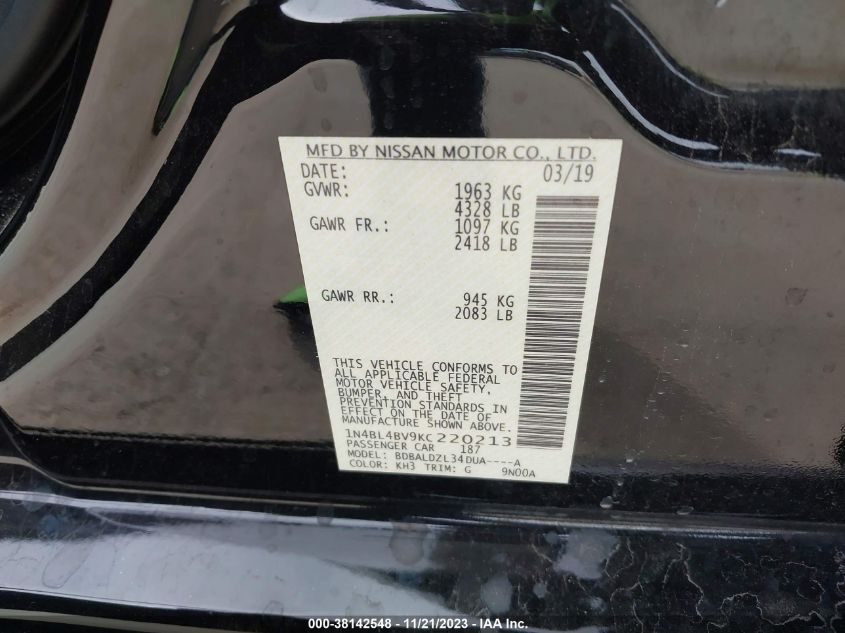 MFD BY NISSAN MOTOR CO., LTD.
DATE: 03/19
GVWR: 1963 KG
4328 LB
GAWR FR.: 1097 KG
2418 LB
GAWR RR.: 945 KG
2083 LB
THIS VEHICLE CONFORMS TO
ALL APPLICABLE FEDERAL
MOTOR VEHICLE SAFETY,
BUMPER, AND THEFT
PREVENTION STANDARDS IN
EFFECT ON THE DATE OF
MANUFACTURE SHOWN ABOVE.
1N4BL4BV9KC220213
PASSENGER CAR 187
MODEL: BDBALDZL34DUA----A
COLOR: KH3 TRIM: G 9N00A
000-38142548 - 11/21/2023 - IAA Inc.